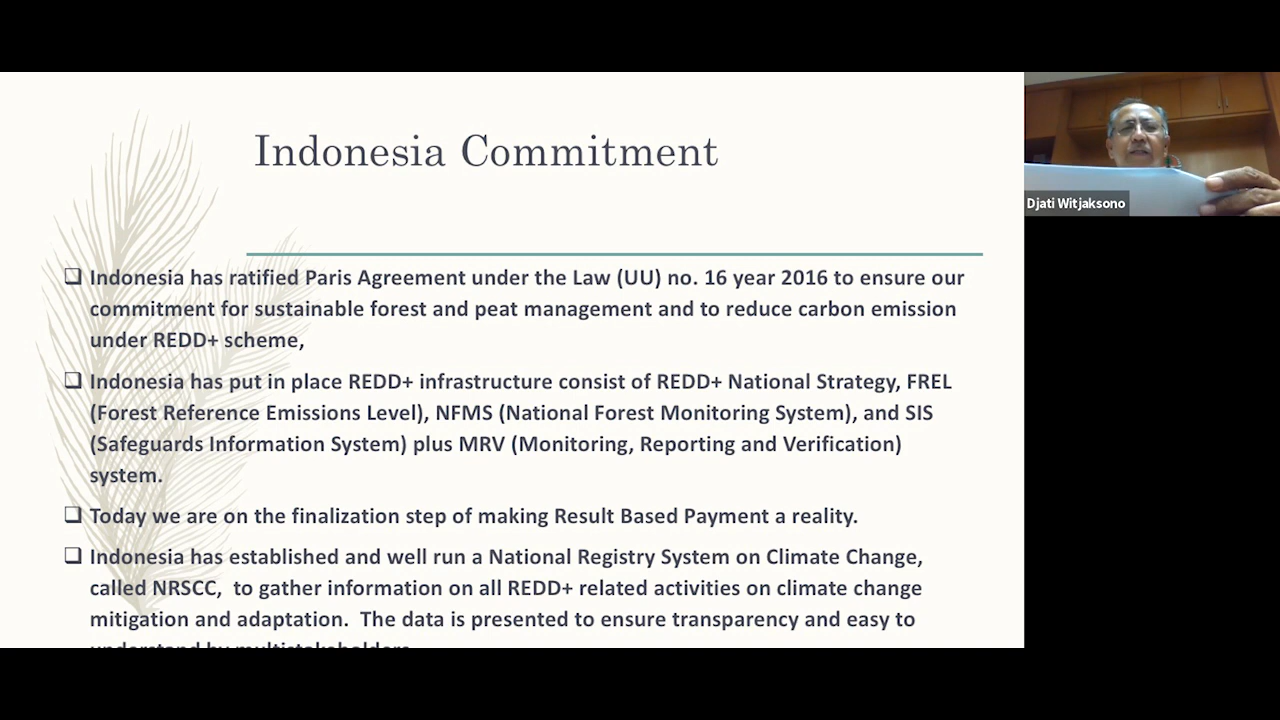 Indonesia Commitment
❑ Indonesia has ratified Paris Agreement under the Law (UU) no. 16 year 2016 to ensure our
commitment for sustainable forest and peat management and to reduce carbon emission
under REDD+ scheme,
❑ Indonesia has put in place REDD+ infrastructure consist of REDD+ National Strategy, FREL
(Forest Reference Emissions Level), NFMS (National Forest Monitoring System), and SIS
(Safeguards Information System) plus MRV (Monitoring, Reporting and Verification)
system.
❑ Today we are on the finalization step of making Result Based Payment a reality.
❑ Indonesia has established and well run a National Registry System on Climate Change,
called NRSCC,  to gather information on all REDD+ related activities on climate change
mitigation and adaptation.  The data is presented to ensure transparency and easy to
understand by multistakeholders
Djati Witjaksono